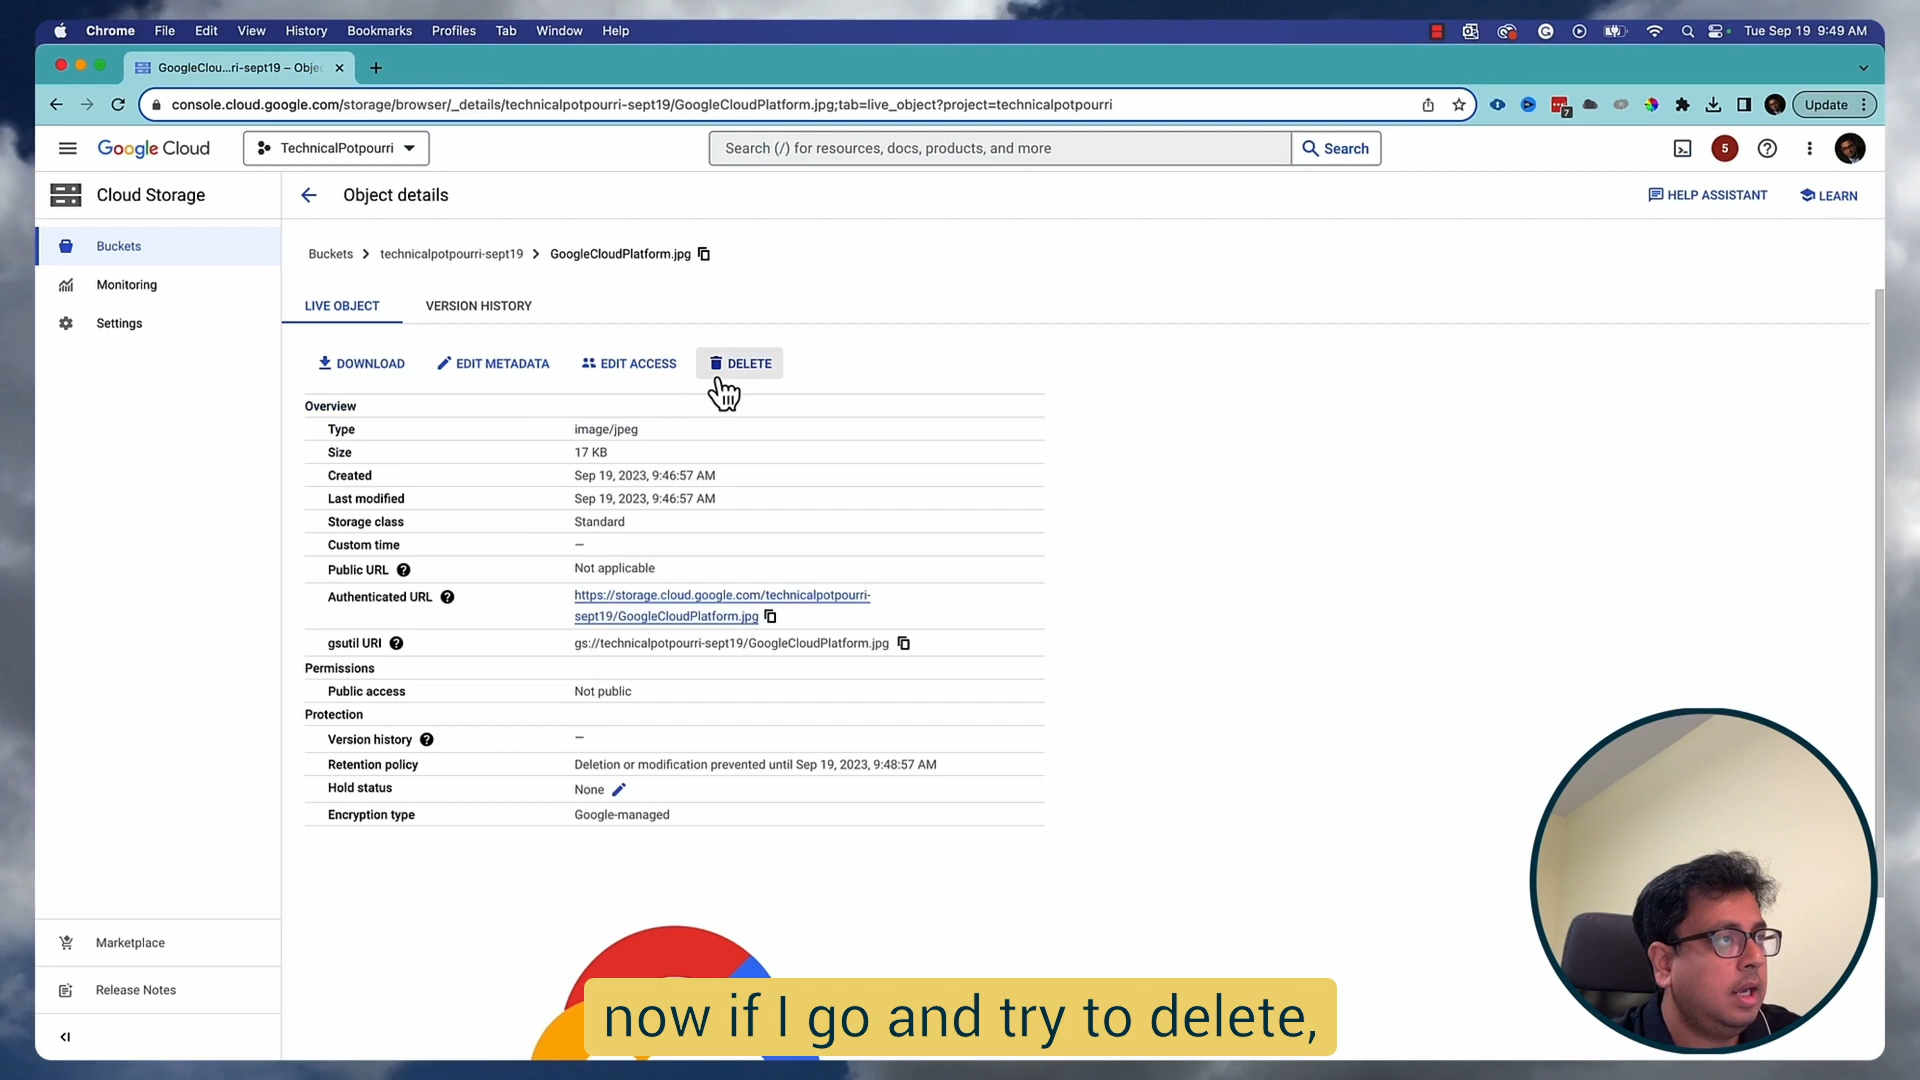 Chrome File Edit View History Bookmarks Profiles Tab Window Help Tue Sep 19 9:49 AM
GoogleClou...ri-sept19 – Obje
console.cloud.google.com/storage/browser/_details/technicalpotpourri-sept19/GoogleCloudPlatform.jpg;tab=live_object?project=technicalpotpourri 7 Update
Google Cloud TechnicalPotpourri Search (/) for resources, docs, products, and more Search 5
Cloud Storage Object details HELP ASSISTANT LEARN
Buckets
Monitoring
Settings
Buckets > technicalpotpourri-sept19 > GoogleCloudPlatform.jpg
LIVE OBJECT VERSION HISTORY
DOWNLOAD EDIT METADATA EDIT ACCESS DELETE
Overview
Type image/jpeg
Size 17 KB
Created Sep 19, 2023, 9:46:57 AM
Last modified Sep 19, 2023, 9:46:57 AM
Storage class Standard
Custom time —
Public URL Not applicable
Authenticated URL https://storage.cloud.google.com/technicalpotpourri-
sept19/GoogleCloudPlatform.jpg
gsutil URI gs://technicalpotpourri-sept19/GoogleCloudPlatform.jpg
Permissions
Public access Not public
Protection
Version history —
Retention policy Deletion or modification prevented until Sep 19, 2023, 9:48:57 AM
Hold status None
Encryption type Google-managed
Marketplace
Release Notes
now if I go and try to delete,